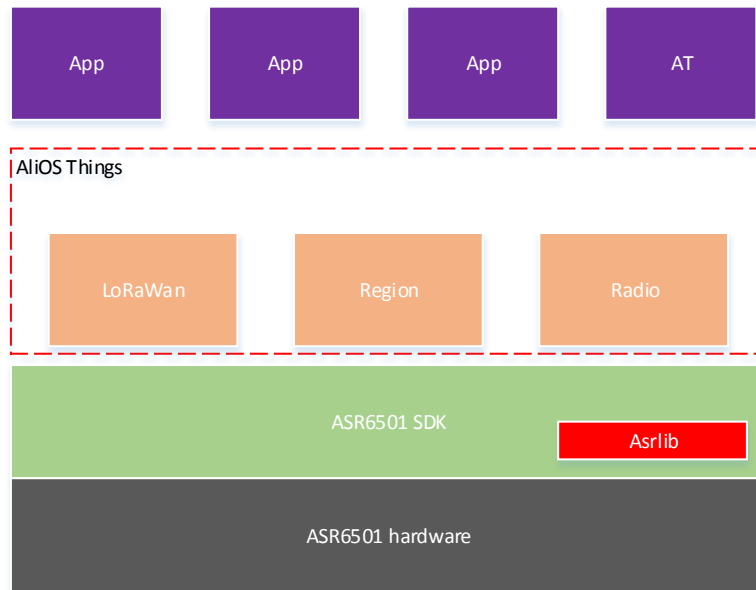 App
App
App
AT
AliOS Things
LoRaWan
Region
Radio
ASR6501 SDK
Asrlib
ASR6501 hardware